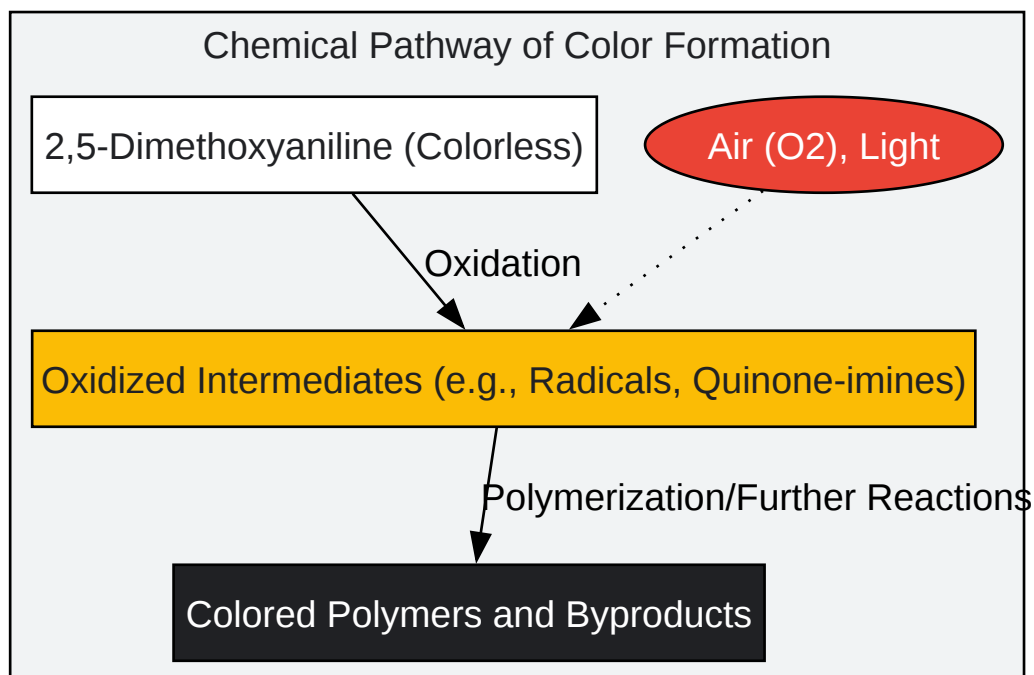 Chemical Pathway of Color Formation
2,5-Dimethoxyaniline (Colorless)
Air (O2), Light
Oxidation
Oxidized Intermediates (e.g., Radicals, Quinone-imines)
Polymerization/Further Reactions
Colored Polymers and Byproducts